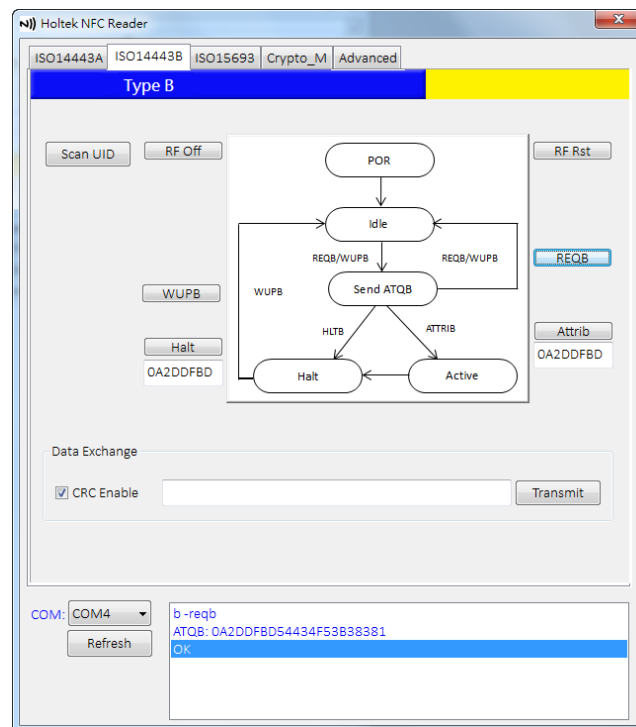 Holtek NFC Reader
ISO14443A ISO14443B ISO15693 Crypto_M Advanced
Type B
Scan UID RF Off POR RF Rst
Idle
REQB/WUPB REQB/WUPB REQB
WUPB WUPB Send ATQB
HLTB ATTRIB Attrib
Halt 0A2DDFBD
0A2DDFBD Halt Active
Data Exchange
CRC Enable Transmit
COM: COM4 b -reqb
ATQB: 0A2DDFBD54434F53B38381
Refresh OK